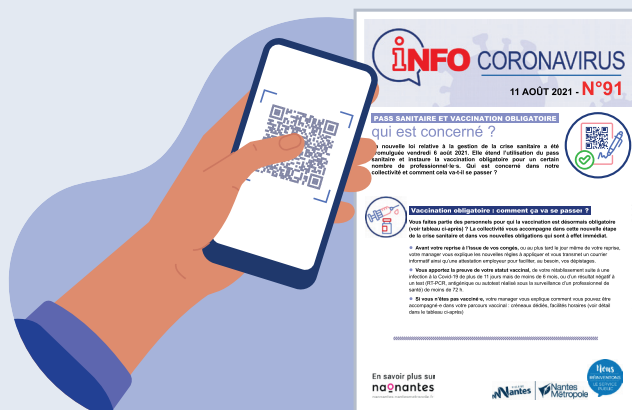 iNFO CORONAVIRUS
11 AOÛT 2021 - N°91
PASS SANITAIRE ET VACCINATION OBLIGATOIRE
qui est concerné ?
a nouvelle loi relative à la gestion de la crise sanitaire a été
promulguée vendredi 6 août 2021. Elle étend l'utilisation du pass
sanitaire et instaure la vaccination obligatoire pour un certain
nombre de professionnel·le·s. Qui est concerné dans notre
collectivité et comment cela va-t-il se passer ?
Vaccination obligatoire : comment ça va se passer ?
Vous faites partie des personnels pour qui la vaccination est désormais obligatoire
(voir tableau ci-après) ? La collectivité vous accompagne dans cette nouvelle étape
de la crise sanitaire et dans vos nouvelles obligations qui sont à effet immédiat.
Avant votre reprise à l'issue de vos congés, ou au plus tard le jour même de votre reprise,
votre manager vous explique les nouvelles règles à appliquer et vous transmet un courrier
informatif ainsi qu'une attestation employeur pour faciliter, au besoin, vos dépistages.
Vous apportez la preuve de votre statut vaccinal, de votre rétablissement suite à une
infection à la Covid-19 de plus de 11 jours mais de moins de 6 mois, ou d'un résultat négatif à
un test (RT-PCR, antigénique ou autotest réalisé sous la surveillance d'un professionnel de
santé) de moins de 72 h.
Si vous n'êtes pas vacciné·e, votre manager vous explique comment vous pouvez être
accompagné·e dans votre parcours vaccinal : créneaux dédiés, facilités horaires (voir détail
dans le tableau ci-après)
En savoir plus sur
naonantes
Nantes
Nantes
Métropole
Nous
RÉINVENTONS
LE SERVICE
PUBLIC